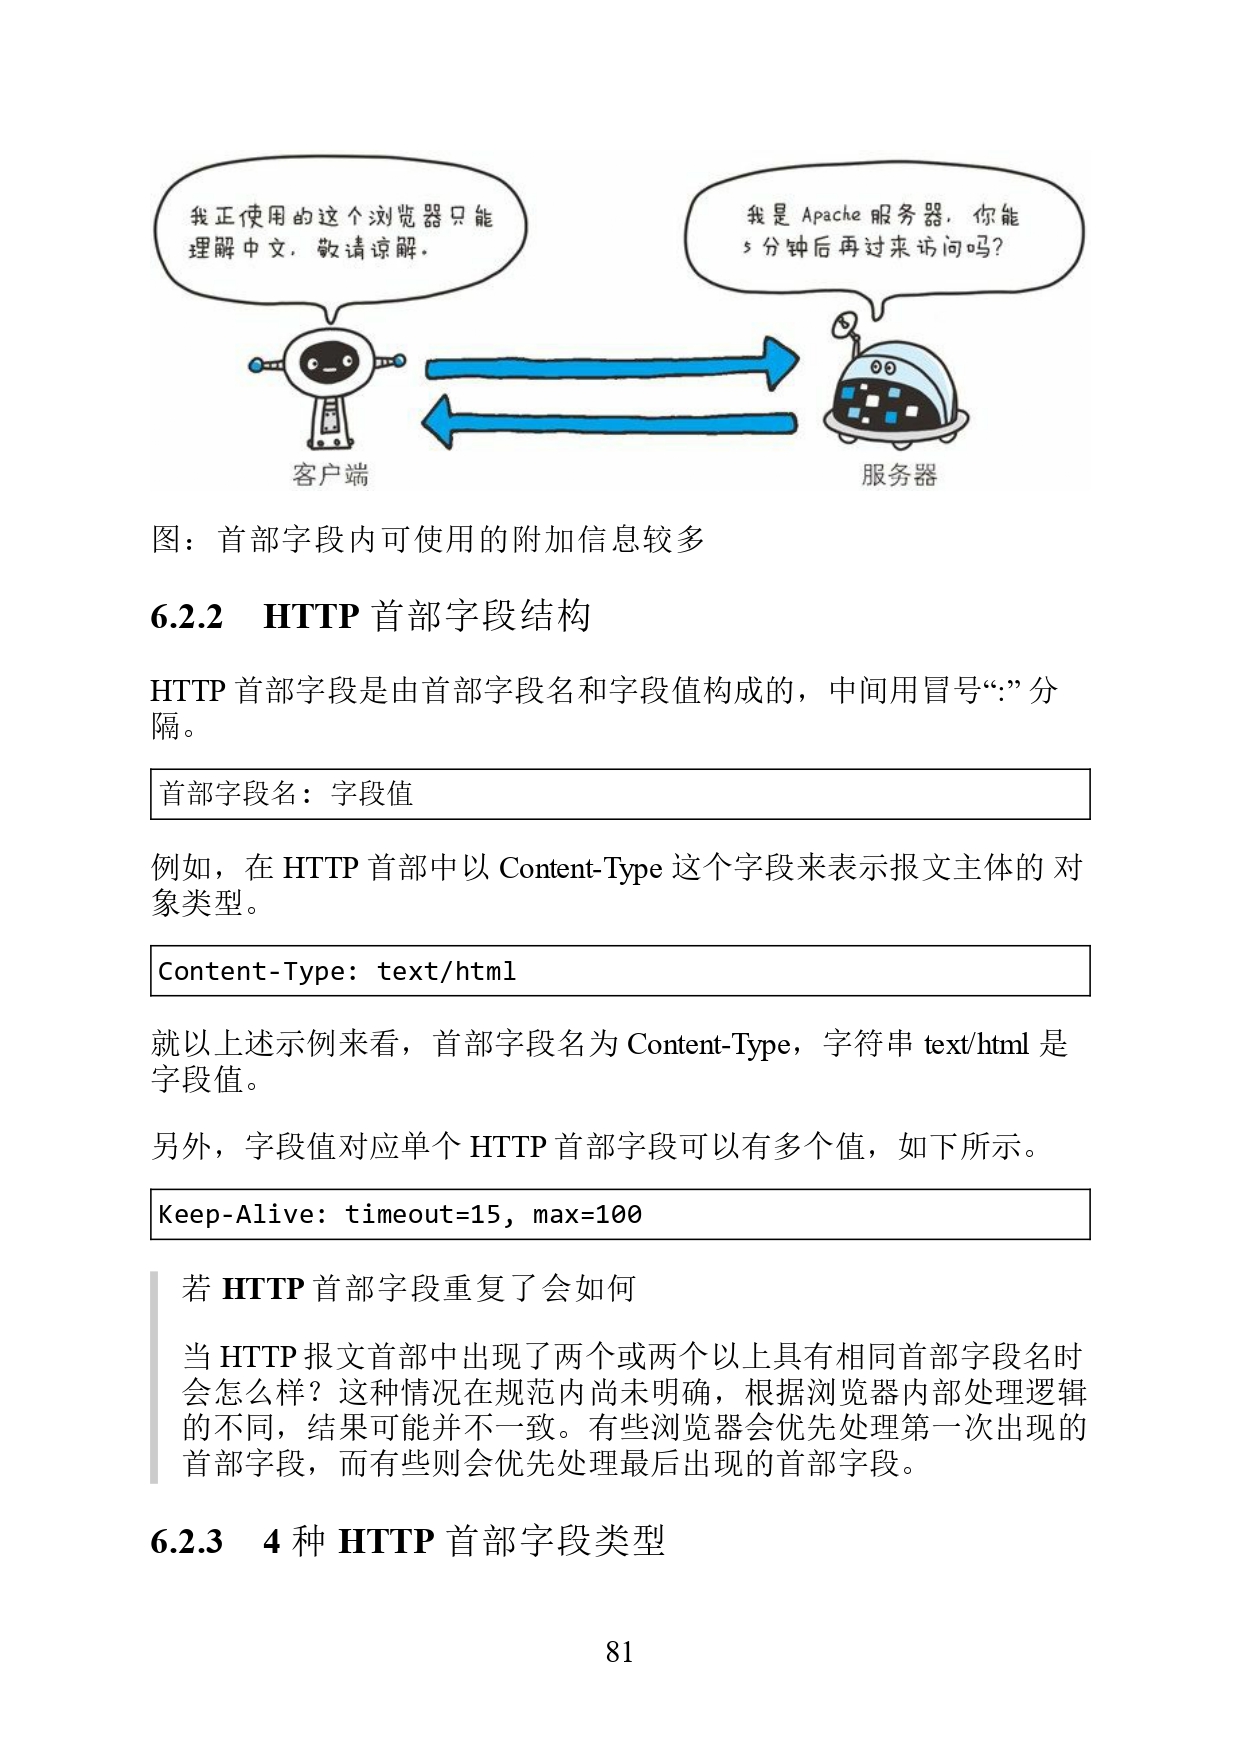 我正使用的这个浏览器只能
理解中文，敬请谅解。
我是 Apache 服务器，你能
5 分钟后再过来访问吗？
客户端
服务器
图：首部字段内可使用的附加信息较多
6.2.2 HTTP 首部字段结构
HTTP 首部字段是由首部字段名和字段值构成的，中间用冒号“:” 分
隔。
首部字段名: 字段值
例如，在 HTTP 首部中以 Content-Type 这个字段来表示报文主体的 对
象类型。
Content-Type: text/html
就以上述示例来看，首部字段名为 Content-Type，字符串 text/html 是
字段值。
另外，字段值对应单个 HTTP 首部字段可以有多个值，如下所示。
Keep-Alive: timeout=15, max=100
若 HTTP 首部字段重复了会如何
当 HTTP 报文首部中出现了两个或两个以上具有相同首部字段名时
会怎么样？这种情况在规范内尚未明确，根据浏览器内部处理逻辑
的不同，结果可能并不一致。有些浏览器会优先处理第一次出现的
首部字段，而有些则会优先处理最后出现的首部字段。
6.2.3 4 种 HTTP 首部字段类型
81